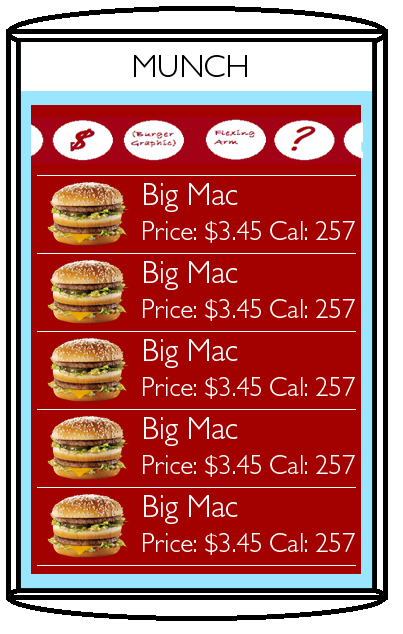 MUNCH
$
(Burger
Graphic)
Flexing
Arm
?
Big Mac
Price: $3.45 Cal: 257
Big Mac
Price: $3.45 Cal: 257
Big Mac
Price: $3.45 Cal: 257
Big Mac
Price: $3.45 Cal: 257
Big Mac
Price: $3.45 Cal: 257